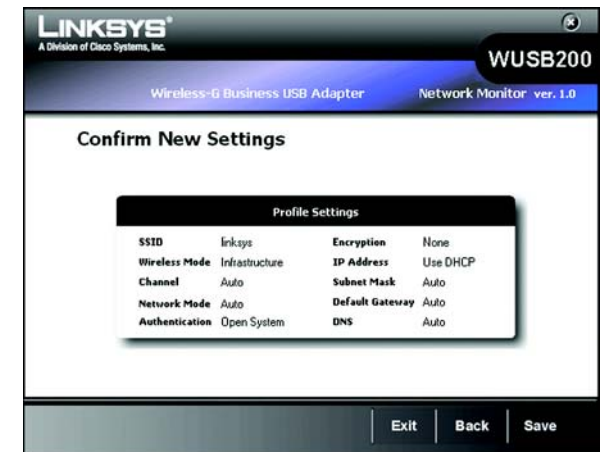 LINKSYS®
A Division of Cisco Systems, Inc.
WUSB200
Wireless-G Business USB Adapter Network Monitor ver. 1.0
Confirm New Settings
Profile Settings
SSID linksys Encryption None
Wireless Mode Infrastructure IP Address Use DHCP
Channel Auto Subnet Mask Auto
Network Mode Auto Default Gateway Auto
Authentication Open System DNS Auto
Exit Back Save